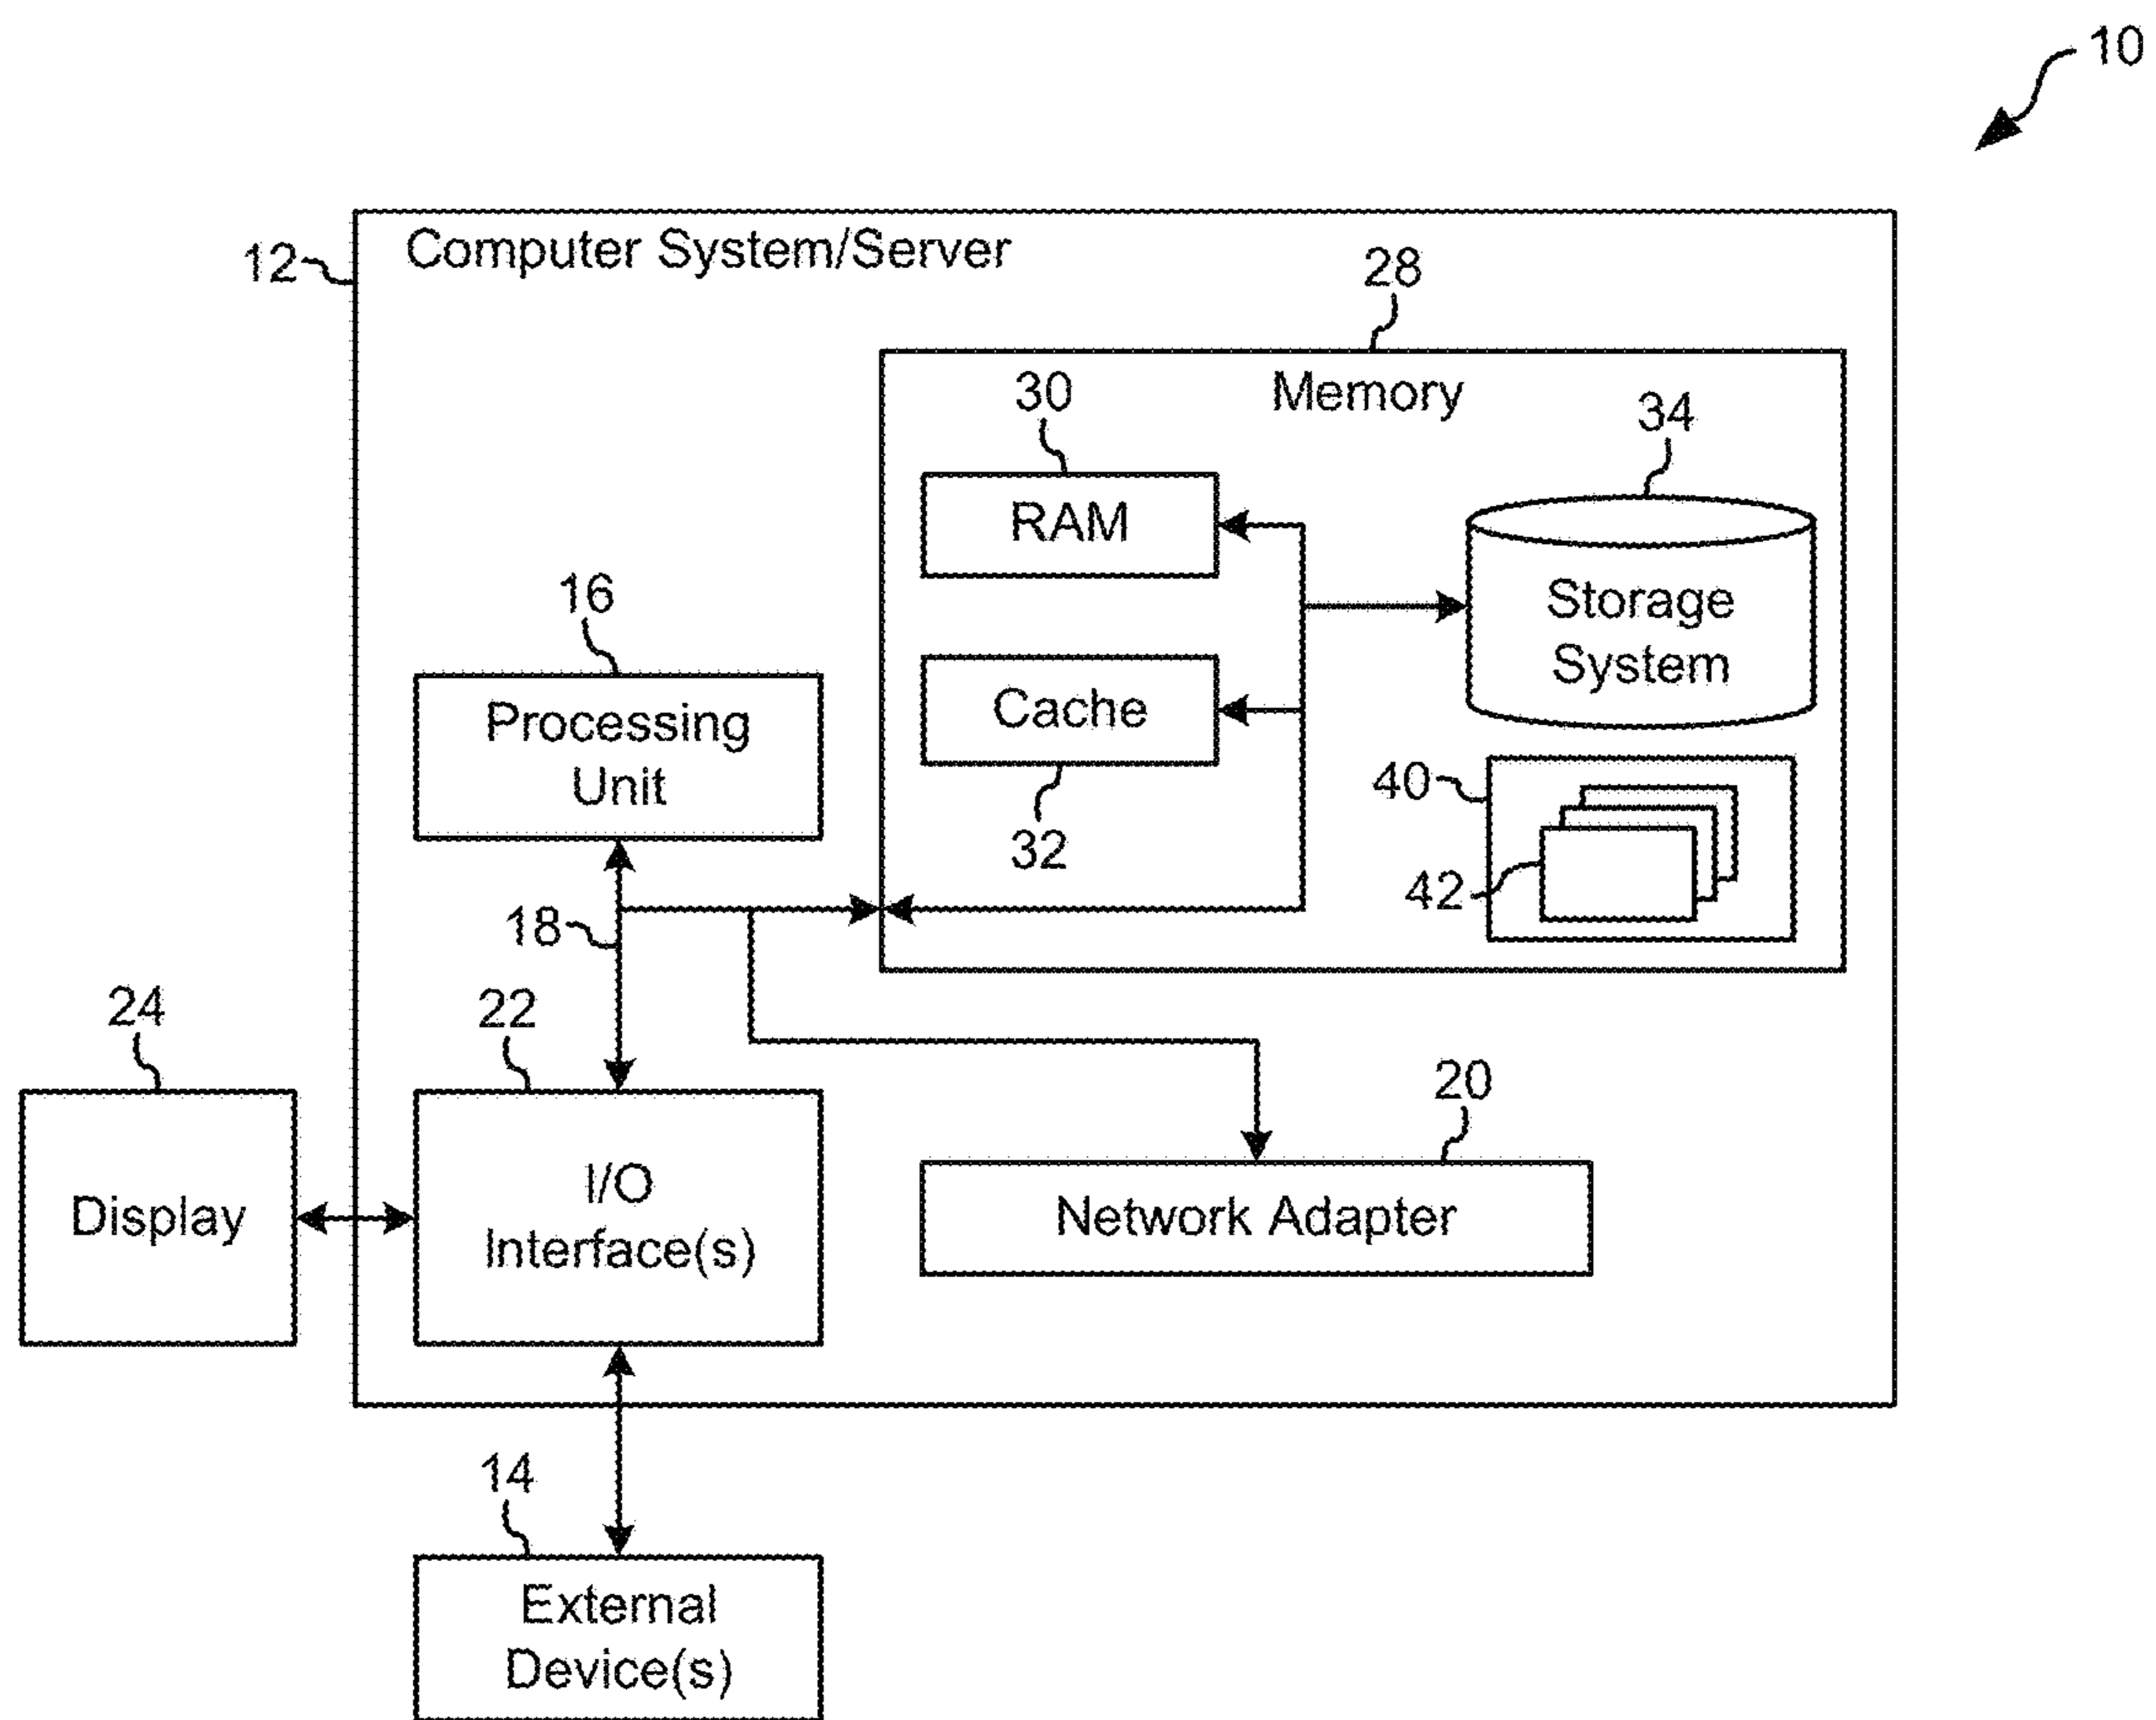 10
12
Computer System/Server
28
Memory
30
34
RAM
Storage
System
16
Processing
Unit
Cache
32
40
42
18
22
24
20
Display
I/O
Interface(s)
Network Adapter
14
External
Device(s)